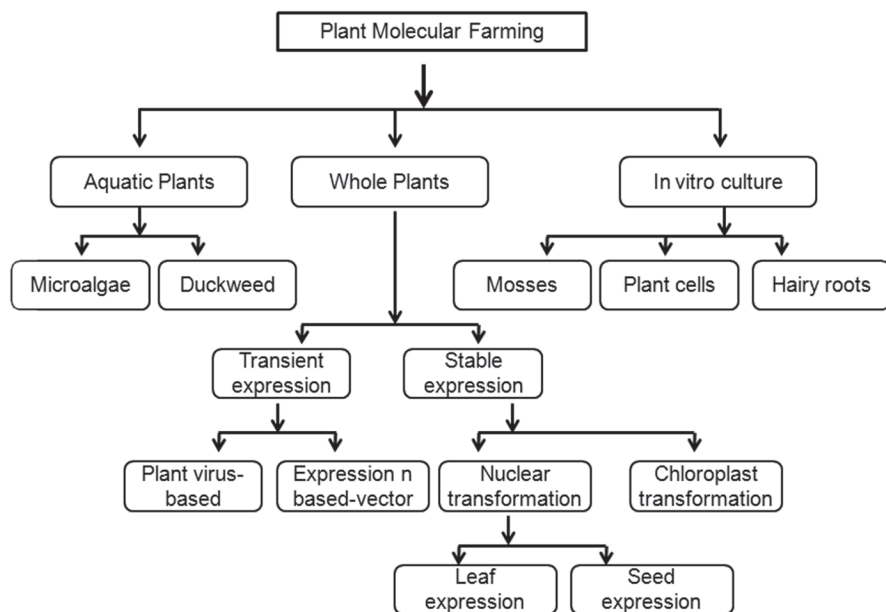 Plant Molecular Farming
Aquatic Plants
Whole Plants
In vitro culture
Microalgae
Duckweed
Mosses
Plant cells
Hairy roots
Transient
expression
Stable
expression
Plant virus-
based
Expression n
based-vector
Nuclear
transformation
Chloroplast
transformation
Leaf
expression
Seed
expression